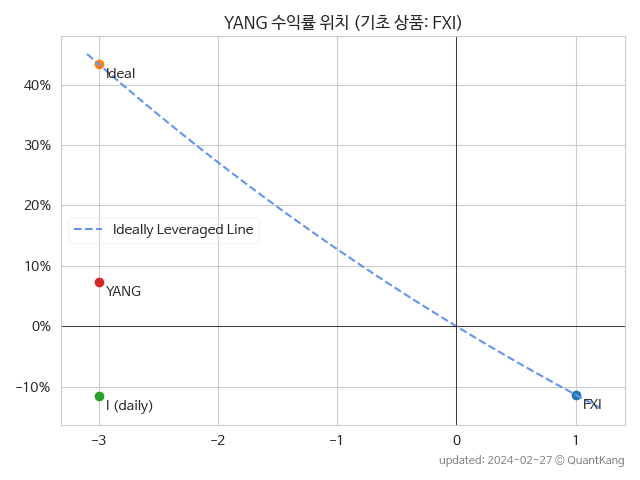 YANG 수익률 위치 (기초 상품: FXI)
40%
30%
20%
10%
0%
-10%
Ideal
Ideally Leveraged Line
YANG
I (daily)
FXI
-3
-2
-1
0
1
updated: 2024-02-27 © QuantKang